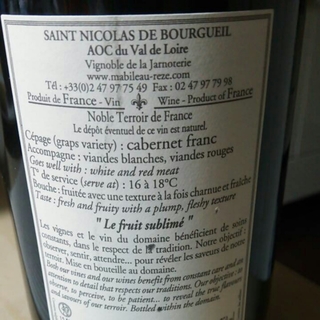 SAINT NICOLAS DE BOURGUEIL
AOC du Val de Loire
Vignoble de la Jarnoterie
www.mabileau-reze.com
Tél : +33(0)2 47 97 75 49 Fax : 02 47 97 79 98
Produit de France - Vin Wine - Product of France
Noble Terroir de France
Le dépôt éventuel de ce vin est naturel.
Cépage (graps variety) : cabernet franc
Accompagne : viandes blanches, viandes rouges
Goes well with : white and red meat
T° de service (serve at) : 16 à 18°C
Bouche : fruitée avec une texture à la fois charnue et fraîche
Taste : fresh and fruity with a plump, fleshy texture
" Le fruit sublimé "
Les vignes et le vin du domaine bénéficient de soins
constants, dans le respect de la tradition. Notre objectif :
observer, sentir, attendre... pour révéler les saveurs de notre
terroir. Mise en bouteille au domaine.
Both our vines and our wines benefit from constant care and an
attention to detail that respects our traditions. Our objective : to
observe, to perceive, to be patient, to reveal the true flavours
and savours of our terroir. Bottled within the domain.